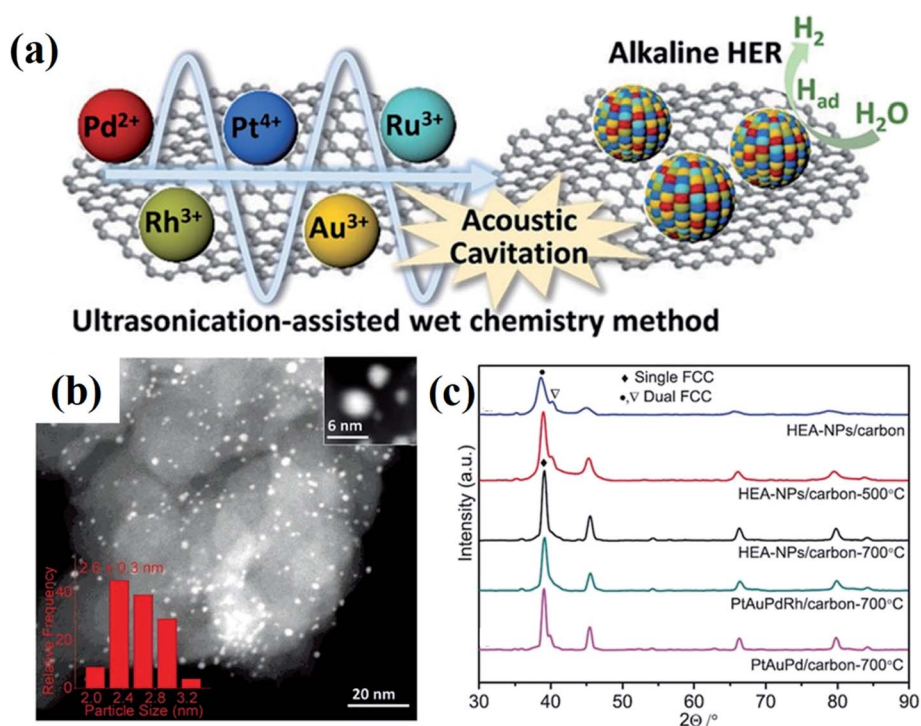 (a)
Alkaline HER
H2
Had
H2O
Pd2+
Pt4+
Ru3+
Rh3+
Au3+
Acoustic
Cavitation
Ultrasonication-assisted wet chemistry method
(b)
6 nm
2.6 ± 0.3 nm
Relative Frequency
40
20
0
2.0 2.4 2.8 3.2
Particle Size (nm)
20 nm
(c)
♦ Single FCC
●,▽ Dual FCC
HEA-NPs/carbon
HEA-NPs/carbon-500°C
HEA-NPs/carbon-700°C
PtAuPdRh/carbon-700°C
PtAuPd/carbon-700°C
Intensity (a.u.)
30 40 50 60 70 80 90
2Θ /°